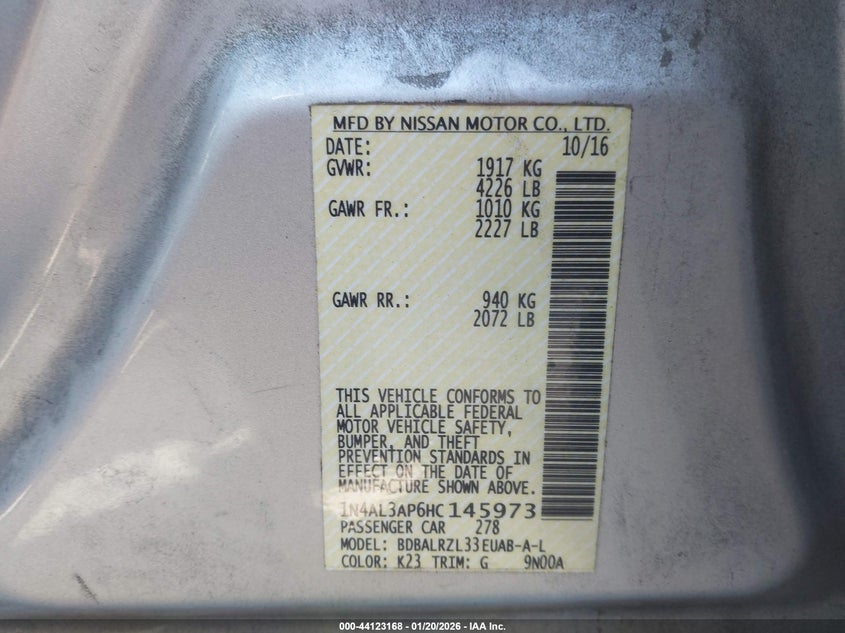 MFD BY NISSAN MOTOR CO., LTD.
DATE: 10/16
GVWR: 1917 KG
4226 LB
GAWR FR.: 1010 KG
2227 LB
GAWR RR.: 940 KG
2072 LB
THIS VEHICLE CONFORMS TO
ALL APPLICABLE FEDERAL
MOTOR VEHICLE SAFETY,
BUMPER, AND THEFT
PREVENTION STANDARDS IN
EFFECT ON THE DATE OF
MANUFACTURE SHOWN ABOVE.
1N4AL3AP6HC145973
PASSENGER CAR 278
MODEL: BDBALRZL33EUAB-A-L
COLOR: K23 TRIM: G 9N00A
000-44123168 - 01/20/2026 - IAA Inc.